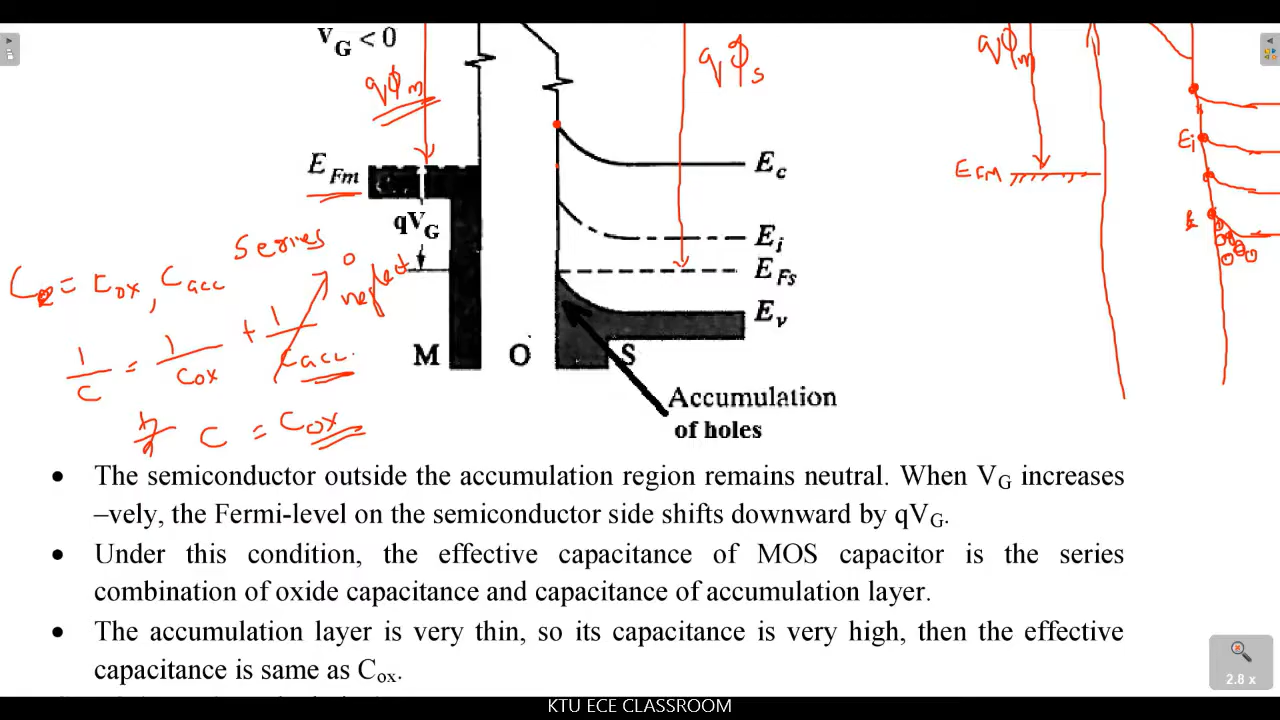 V_G < 0
qΦm
qΦs
qΦm
E_Fm
E_c
Ei
E_FM
qV_G
E_i
E_Fs
E_v
Series
0
neglect
C = Cox, Cacc
1/C = 1/Cox + 1/Cacc.
C = Cox
M O S
Accumulation
of holes
• The semiconductor outside the accumulation region remains neutral. When V_G increases
–vely, the Fermi-level on the semiconductor side shifts downward by qV_G.
• Under this condition, the effective capacitance of MOS capacitor is the series
combination of oxide capacitance and capacitance of accumulation layer.
• The accumulation layer is very thin, so its capacitance is very high, then the effective
capacitance is same as C_ox.
2.8 x
KTU ECE CLASSROOM